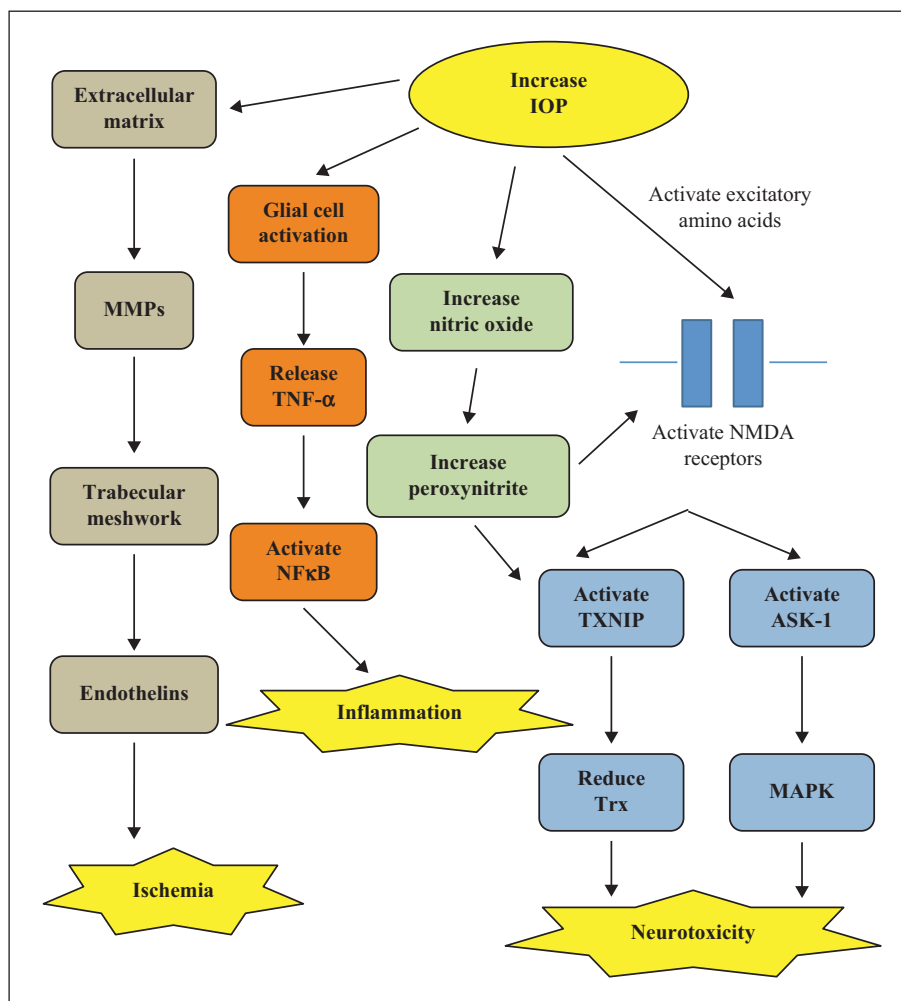 Increase
IOP
Extracellular
matrix
Glial cell
activation
Activate excitatory
amino acids
MMPs
Increase
nitric oxide
Release
TNF-α
Activate NMDA
receptors
Increase
peroxynitrite
Trabecular
meshwork
Activate
NFκB
Activate
TXNIP
Activate
ASK-1
Endothelins
Inflammation
Reduce
Trx
MAPK
Ischemia
Neurotoxicity